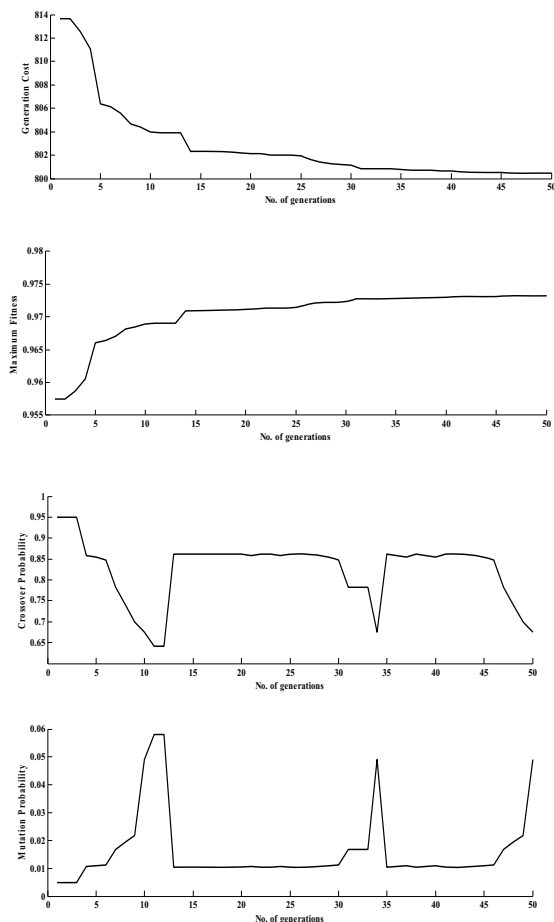 814
812
810
808
806
804
802
800
Generation Cost
0 5 10 15 20 25 30 35 40 45 50
No. of generations
0.98
0.975
0.97
0.965
0.96
0.955
Maximum Fitness
0 5 10 15 20 25 30 35 40 45 50
No. of generations
1
0.95
0.9
0.85
0.8
0.75
0.7
0.65
Crossover Probability
0 5 10 15 20 25 30 35 40 45 50
No. of generations
0.06
0.05
0.04
0.03
0.02
0.01
0
Mutation Probability
0 5 10 15 20 25 30 35 40 45 50
No. of generations